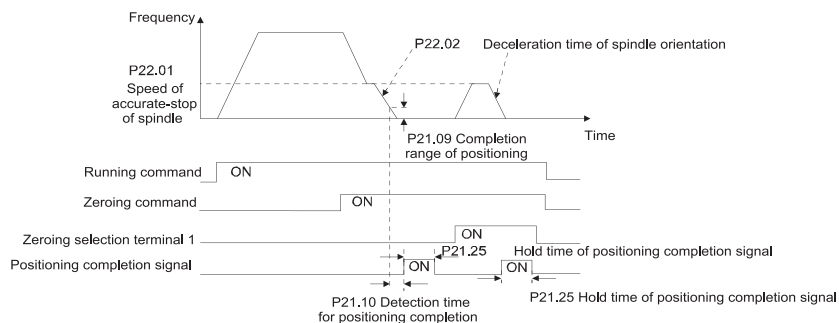 Frequency
P22.02
Deceleration time of spindle orientation
P22.01
Speed of
accurate-stop
of spindle
Time
P21.09 Completion
range of positioning
Running command
ON
Zeroing command
ON
Zeroing selection terminal 1
ON
P21.25
Hold time of positioning completion signal
Positioning completion signal
ON
ON
P21.10 Detection time
for positioning completion
P21.25 Hold time of positioning completion signal